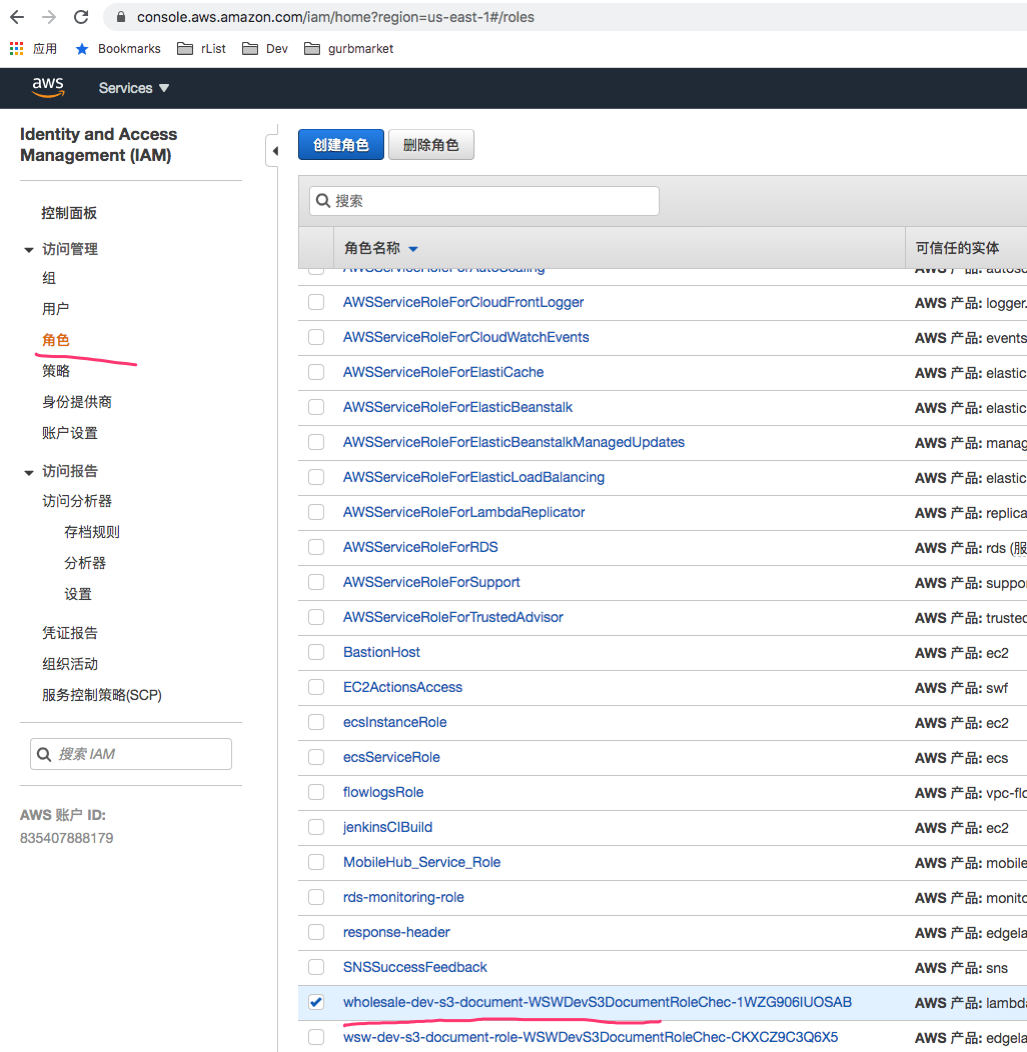 console.aws.amazon.com/iam/home?region=us-east-1#/roles
应用 Bookmarks rList Dev gurbmarket
aws Services
Identity and Access
Management (IAM)
控制面板
访问管理
组
用户
角色
策略
身份提供商
账户设置
访问报告
访问分析器
存档规则
分析器
设置
凭证报告
组织活动
服务控制策略(SCP)
搜索 IAM
AWS 账户 ID:
835407888179
创建角色 删除角色
搜索
角色名称 可信任的实体
AWSServiceRoleForAutoScaling AWS 产品: autosc
AWSServiceRoleForCloudFrontLogger AWS 产品: logger.
AWSServiceRoleForCloudWatchEvents AWS 产品: events
AWSServiceRoleForElastiCache AWS 产品: elastic
AWSServiceRoleForElasticBeanstalk AWS 产品: elastic
AWSServiceRoleForElasticBeanstalkManagedUpdates AWS 产品: manag
AWSServiceRoleForElasticLoadBalancing AWS 产品: elastic
AWSServiceRoleForLambdaReplicator AWS 产品: replica
AWSServiceRoleForRDS AWS 产品: rds (服
AWSServiceRoleForSupport AWS 产品: suppo
AWSServiceRoleForTrustedAdvisor AWS 产品: trusted
BastionHost AWS 产品: ec2
EC2ActionsAccess AWS 产品: swf
ecsInstanceRole AWS 产品: ec2
ecsServiceRole AWS 产品: ecs
flowlogsRole AWS 产品: vpc-flo
jenkinsCIBuild AWS 产品: ec2
MobileHub_Service_Role AWS 产品: mobile
rds-monitoring-role AWS 产品: monito
response-header AWS 产品: edgela
SNSSuccessFeedback AWS 产品: sns
wholesale-dev-s3-document-WSWDevS3DocumentRoleChec-1WZG906IUOSAB AWS 产品: lambda
wsw-dev-s3-document-role-WSWDevS3DocumentRoleChec-CKXCZ9C3Q6X5 AWS 产品: edgela